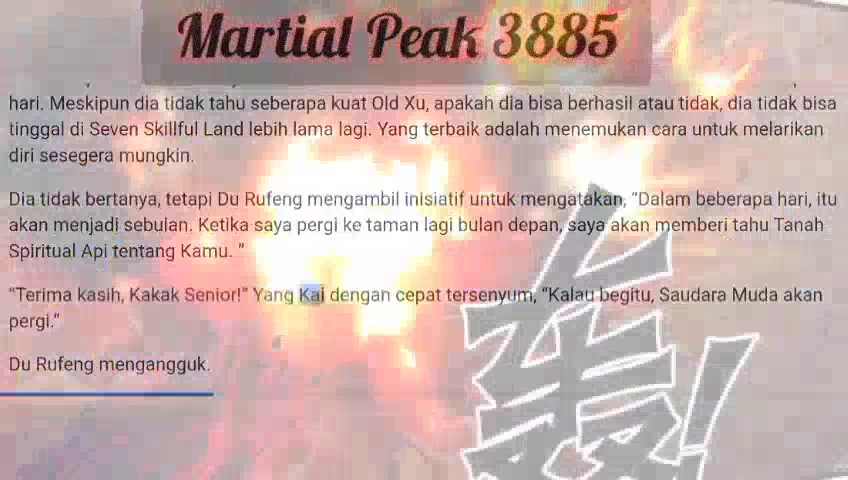 Martial Peak 3885
hari. Meskipun dia tidak tahu seberapa kuat Old Xu, apakah dia bisa berhasil atau tidak, dia tidak bisa
tinggal di Seven Skillful Land lebih lama lagi. Yang terbaik adalah menemukan cara untuk melarikan
diri sesegera mungkin.
Dia tidak bertanya, tetapi Du Rufeng mengambil inisiatif untuk mengatakan, “Dalam beberapa hari, itu
akan menjadi sebulan. Ketika saya pergi ke taman lagi bulan depan, saya akan memberi tahu Tanah
Spiritual Api tentang Kamu. ”
“Terima kasih, Kakak Senior!” Yang Kai dengan cepat tersenyum, “Kalau begitu, Saudara Muda akan
pergi.”
Du Rufeng mengangguk.